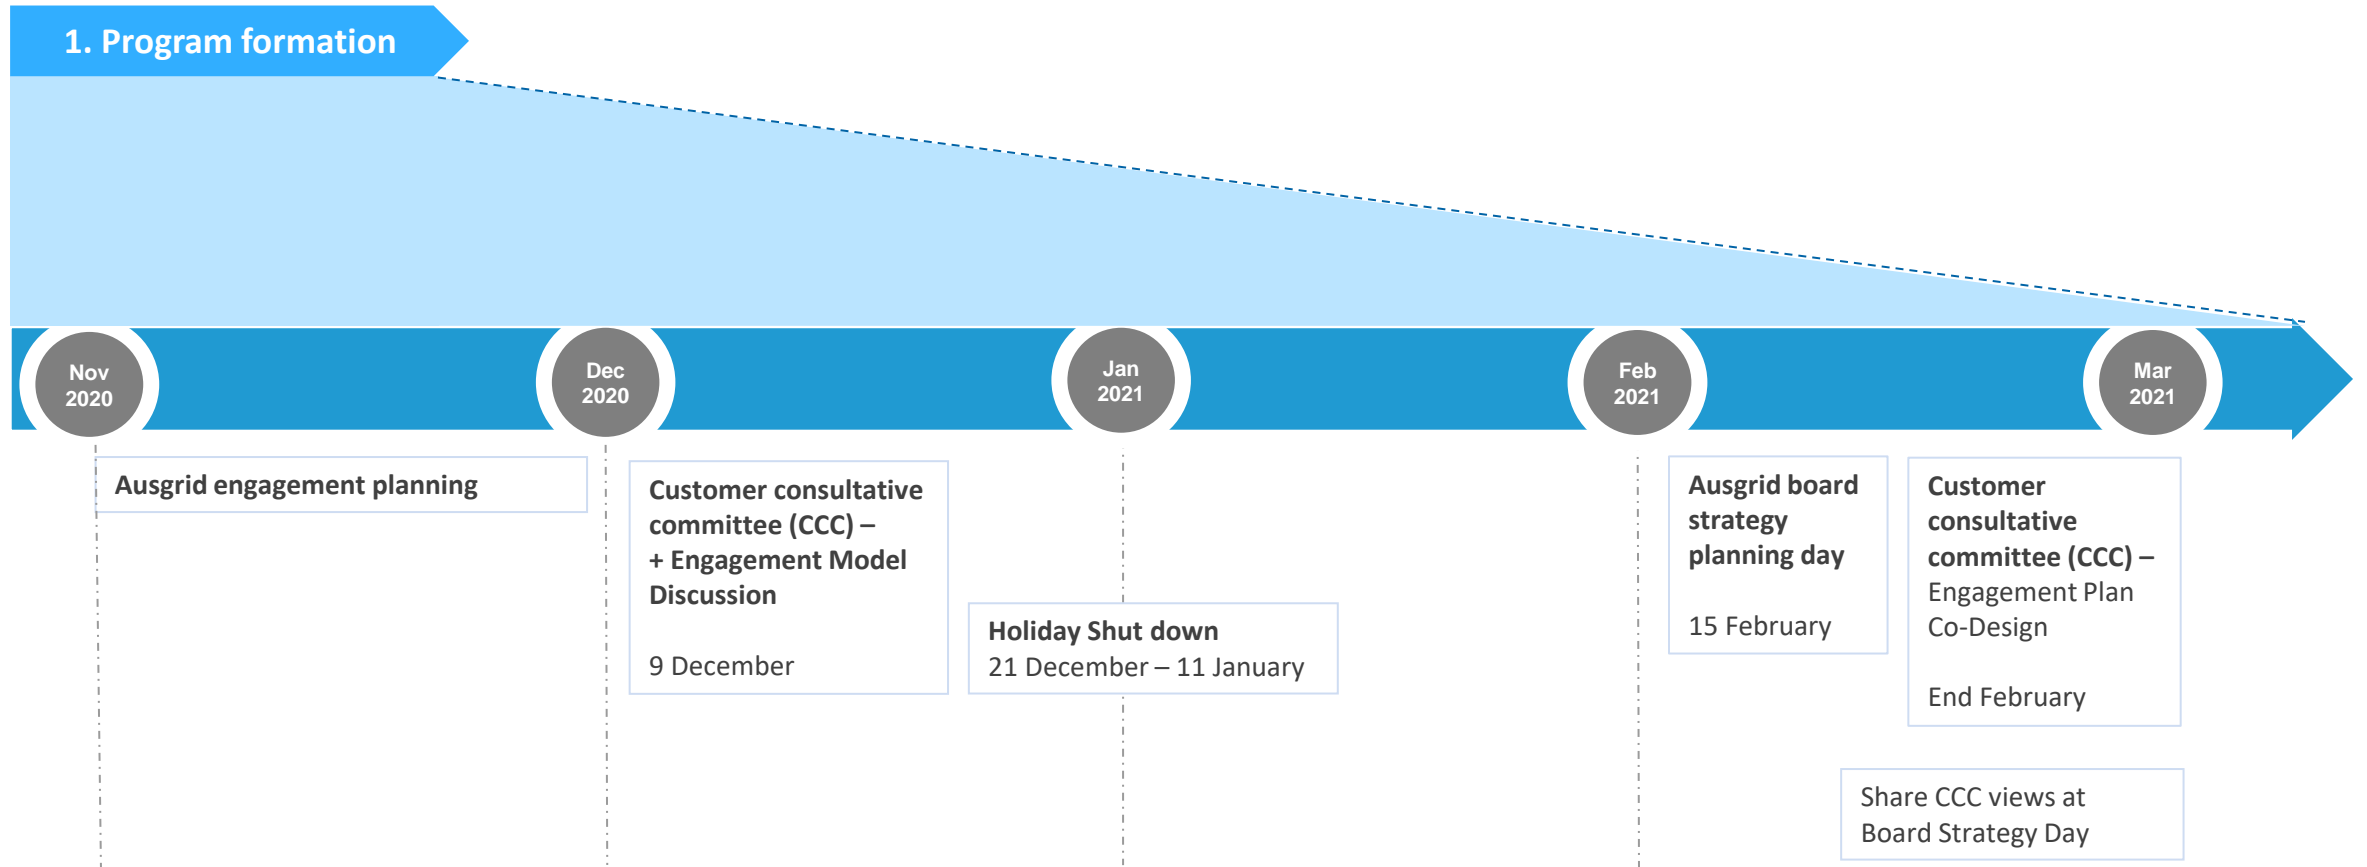 1. Program formation
Nov
2020
Dec
2020
Jan
2021
Feb
2021
Mar
2021
Ausgrid engagement planning
Customer consultative
committee (CCC) –
+ Engagement Model
Discussion
9 December
Holiday Shut down
21 December – 11 January
Ausgrid board
strategy
planning day
15 February
Customer
consultative
committee (CCC) –
Engagement Plan
Co-Design
End February
Share CCC views at
Board Strategy Day